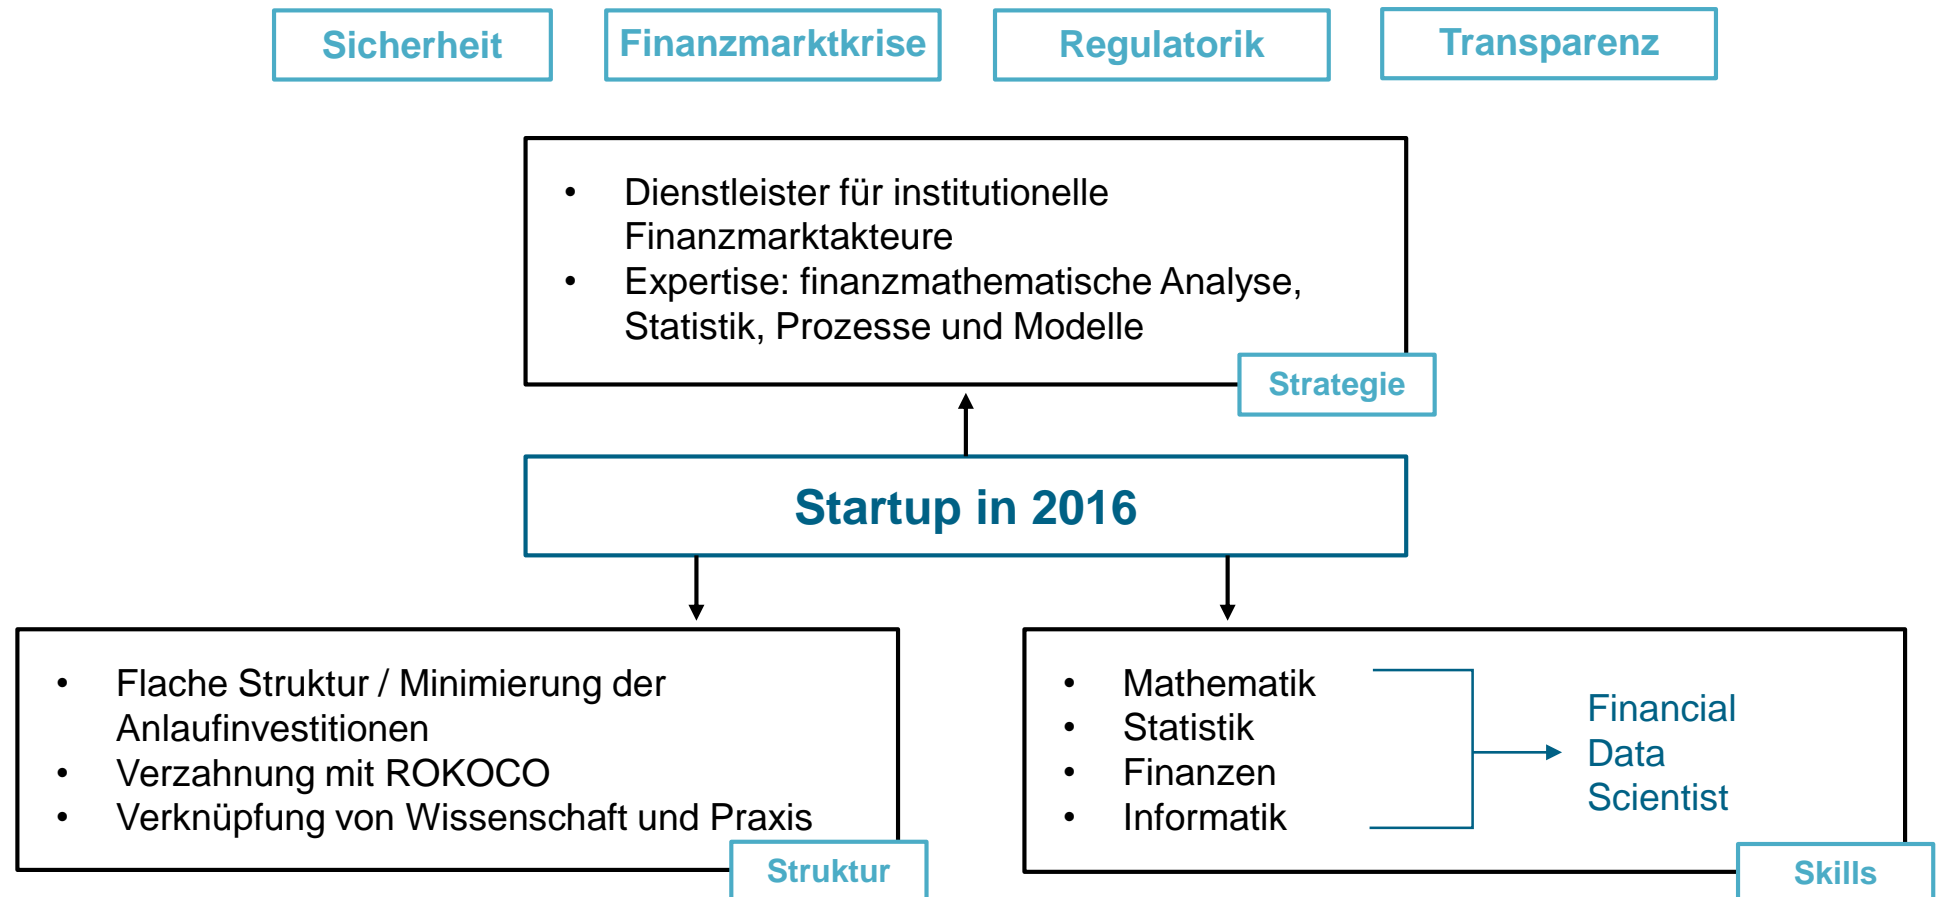 Sicherheit
Finanzmarktkrise
Regulatorik
Transparenz
• Dienstleister für institutionelle
Finanzmarktakteure
• Expertise: finanzmathematische Analyse,
Statistik, Prozesse und Modelle
Strategie
Startup in 2016
• Flache Struktur / Minimierung der
Anlaufinvestitionen
• Verzahnung mit ROKOCO
• Verknüpfung von Wissenschaft und Praxis
Struktur
• Mathematik
• Statistik
• Finanzen
• Informatik
Financial
Data
Scientist
Skills